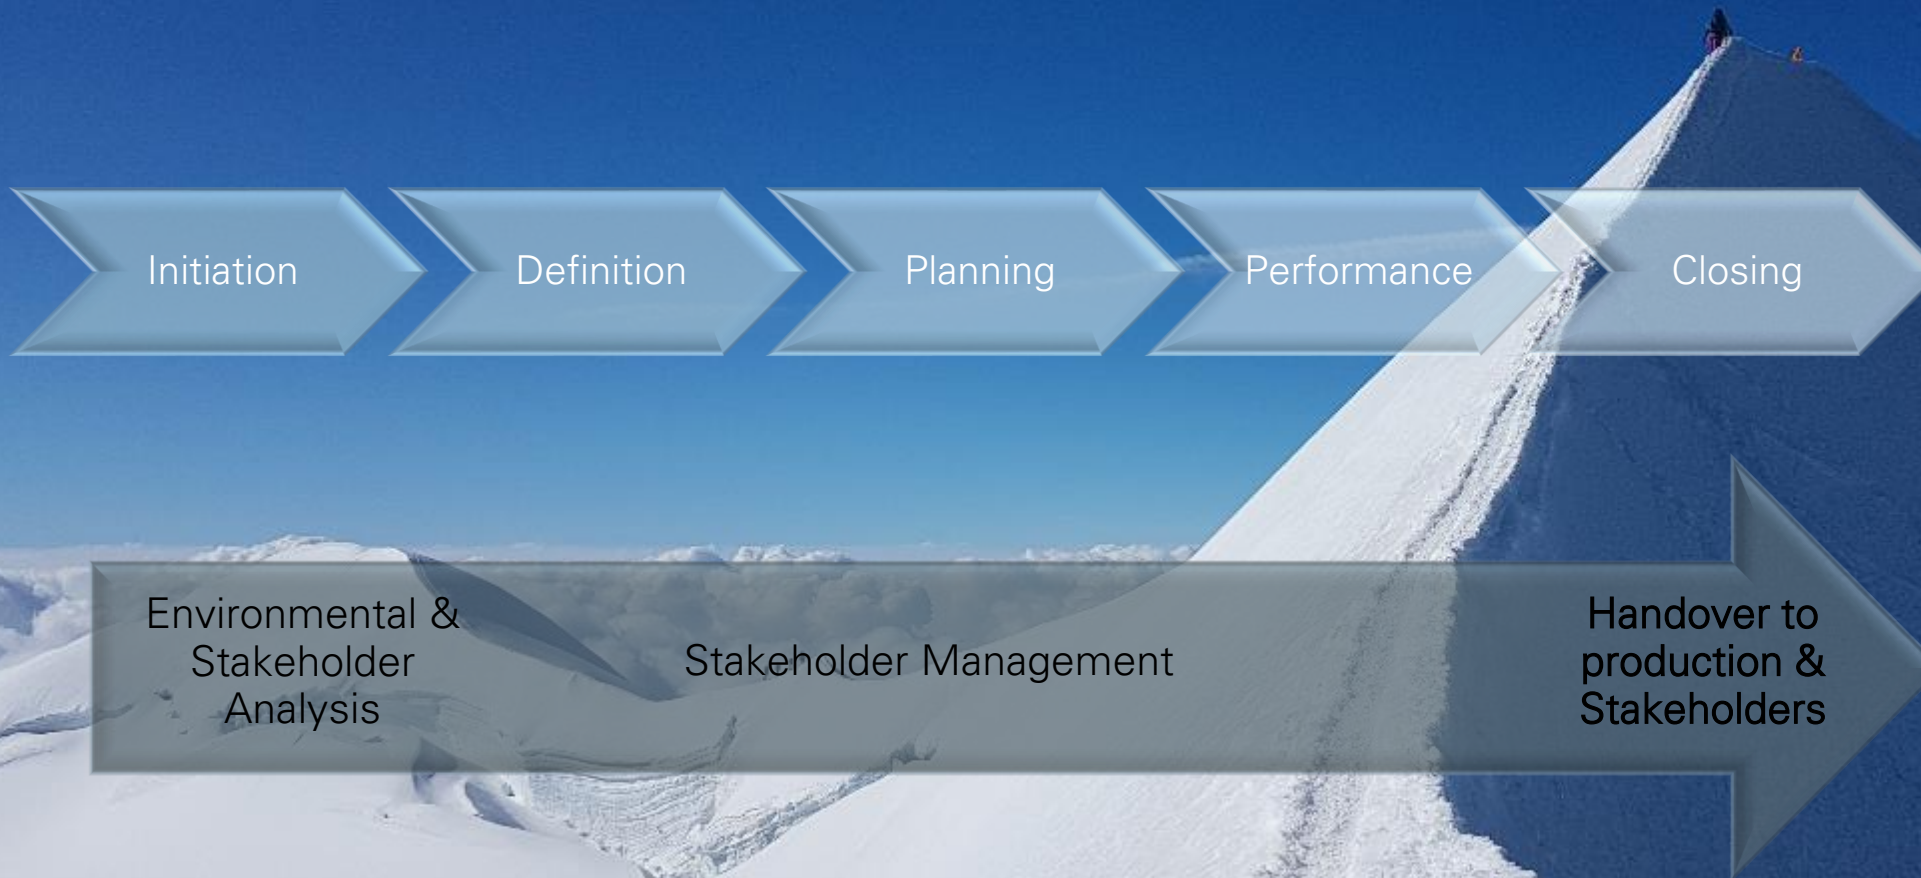 Initiation
Definition
Planning
Performance
Closing
Environmental &
Stakeholder
Analysis
Stakeholder Management
Handover to
production &
Stakeholders